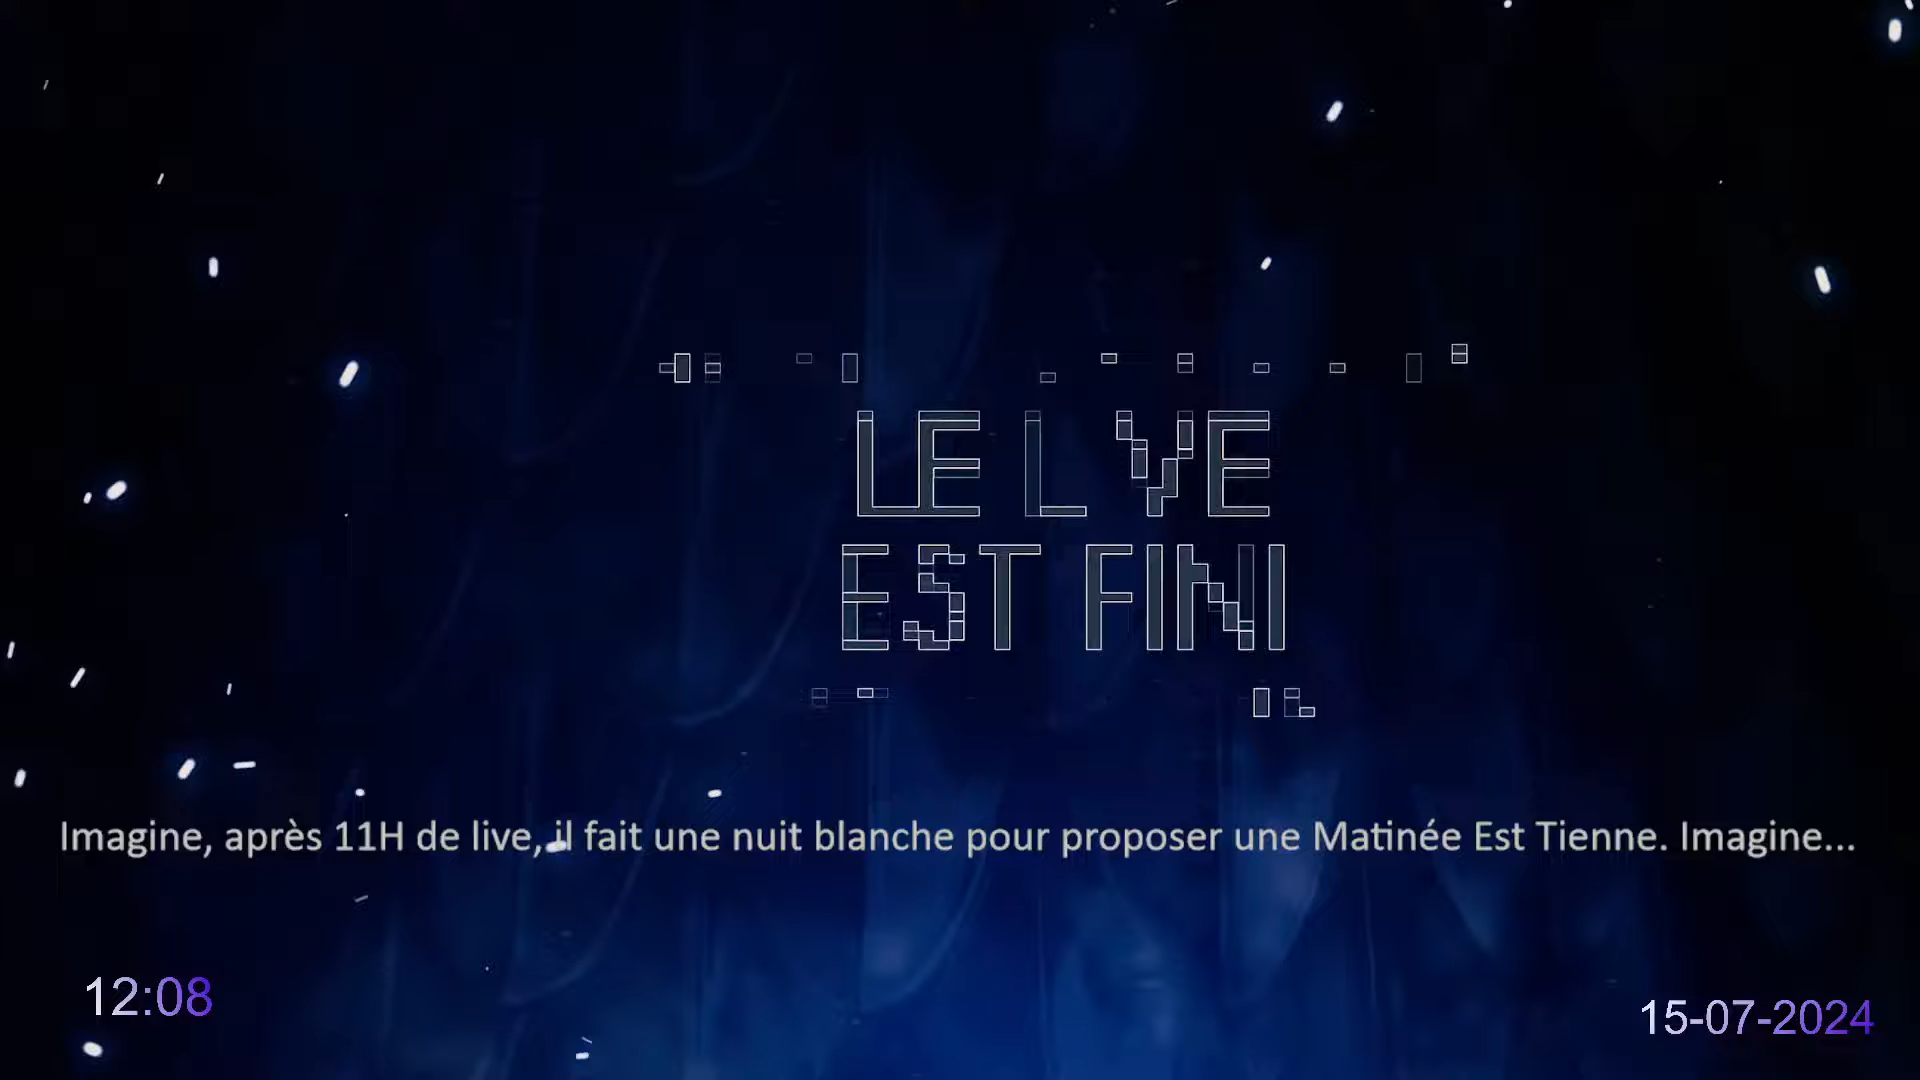 LE L VE
EST FINI
Imagine, après 11H de live, il fait une nuit blanche pour proposer une Matinée Est Tienne. Imagine...
12:08
15-07-2024